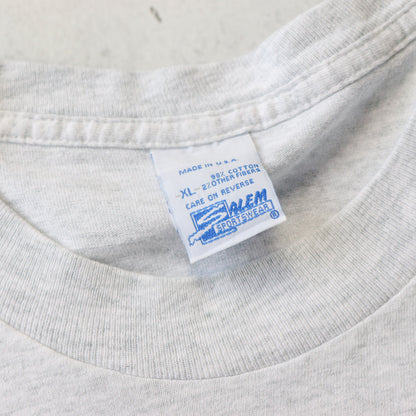 MADE IN U.S.A.
98% COTTON
XL - 2% OTHER FIBERS
CARE ON REVERSE
SALEM
SPORTSWEAR ®